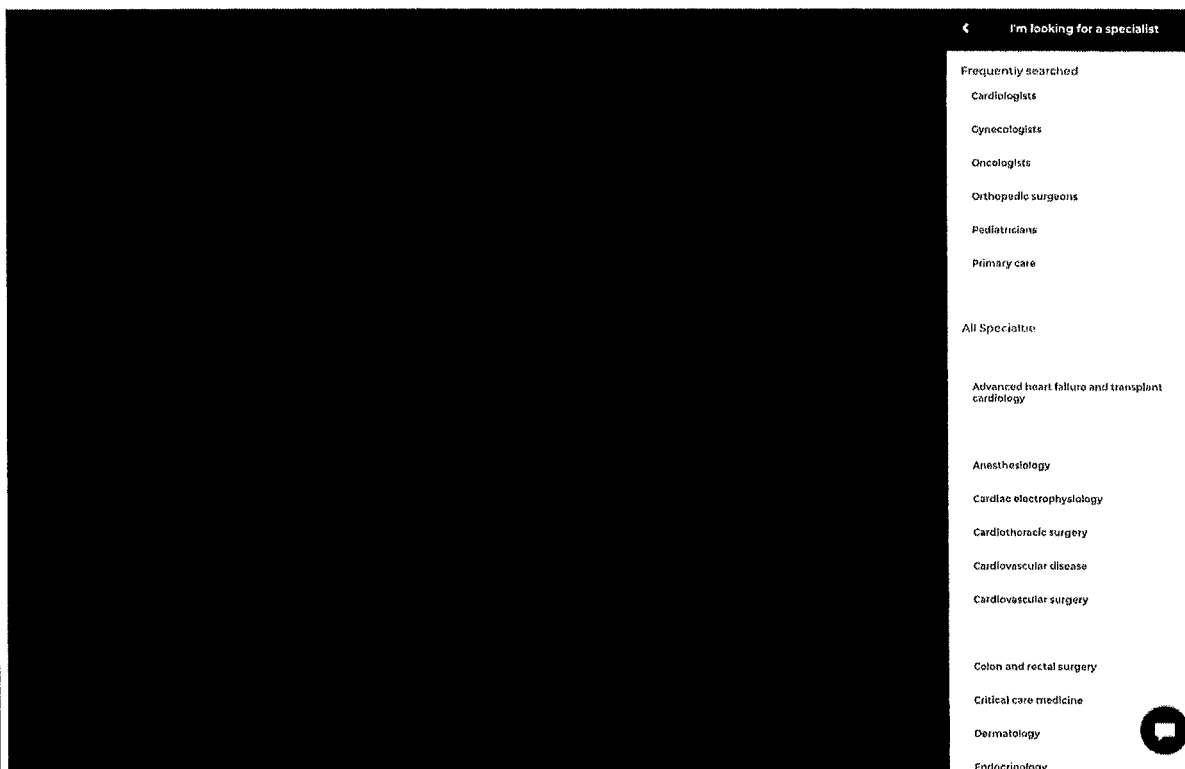 I'm looking for a specialist
Frequently searched
Cardiologists
Gynecologists
Oncologists
Orthopedic surgeons
Pediatricians
Primary care
All Specialtie
Advanced heart failure and transplant
cardiology
Anesthesiology
Cardiac electrophysiology
Cardiothoracic surgery
Cardiovascular disease
Cardiovascular surgery
Colon and rectal surgery
Critical care medicine
Dermatology
Endocrinology